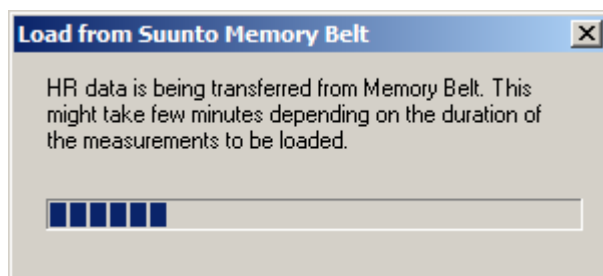 Load from Suunto Memory Belt
HR data is being transferred from Memory Belt. This
might take few minutes depending on the duration of
the measurements to be loaded.